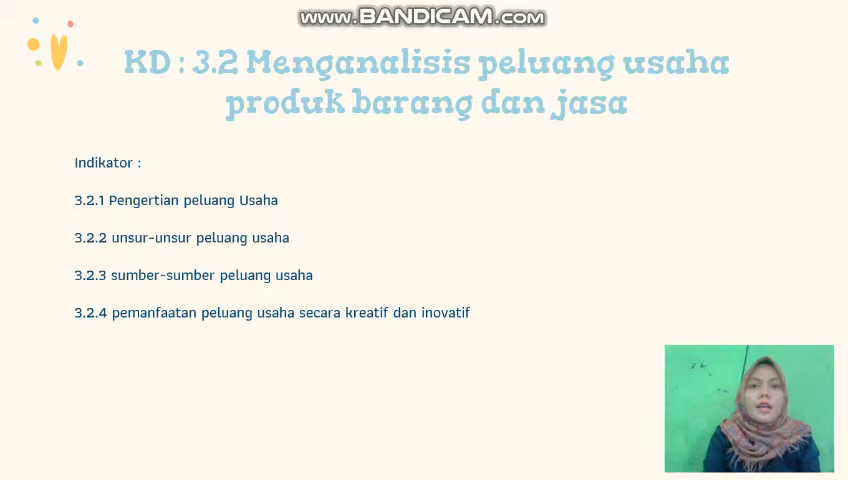 www.BANDICAM.com
KD : 3.2 Menganalisis peluang usaha
produk barang dan jasa
Indikator :
3.2.1 Pengertian peluang Usaha
3.2.2 unsur-unsur peluang usaha
3.2.3 sumber-sumber peluang usaha
3.2.4 pemanfaatan peluang usaha secara kreatif dan inovatif